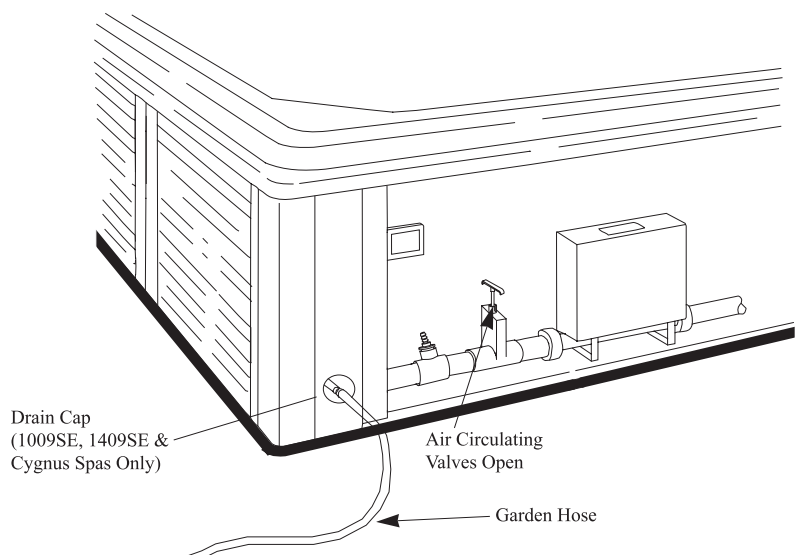 Drain Cap
(1009SE, 1409SE &
Cygnus Spas Only)
Air Circulating
Valves Open
Garden Hose